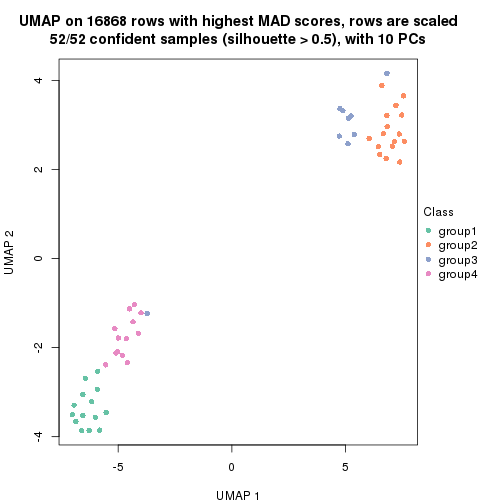 UMAP on 16868 rows with highest MAD scores, rows are scaled
52/52 confident samples (silhouette > 0.5), with 10 PCs
4
2
0
-2
-4
UMAP 2
-5
0
5
UMAP 1
Class
group1
group2
group3
group4